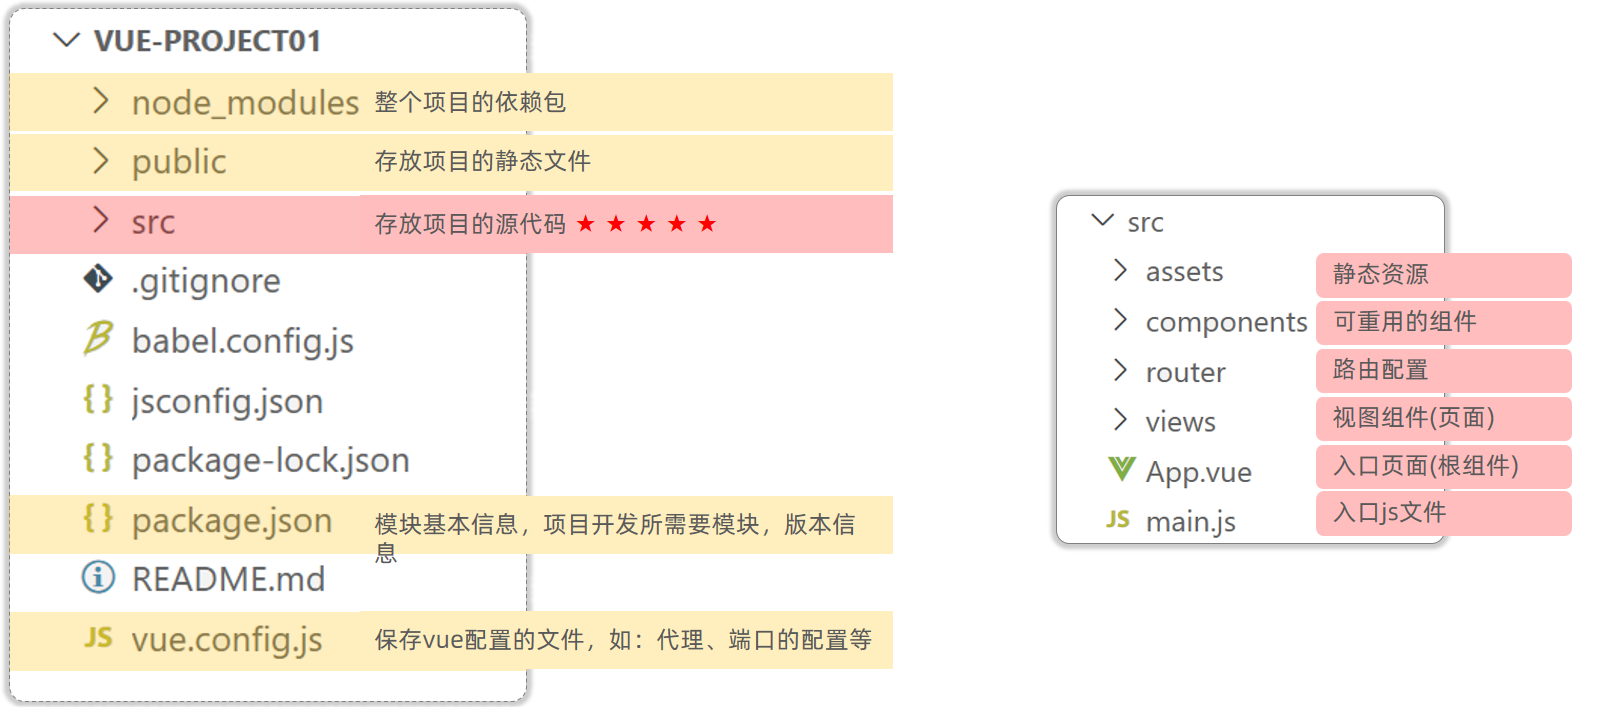 VUE-PROJECT01
node_modules 整个项目的依赖包
public 存放项目的静态文件
src 存放项目的源代码 ★ ★ ★ ★ ★
.gitignore
babel.config.js
{ } jsconfig.json
{ } package-lock.json
{ } package.json 模块基本信息，项目开发所需要模块，版本信
息
README.md
JS vue.config.js 保存vue配置的文件，如：代理、端口的配置等
src
assets 静态资源
components 可重用的组件
router 路由配置
views 视图组件(页面)
App.vue 入口页面(根组件)
JS main.js 入口js文件